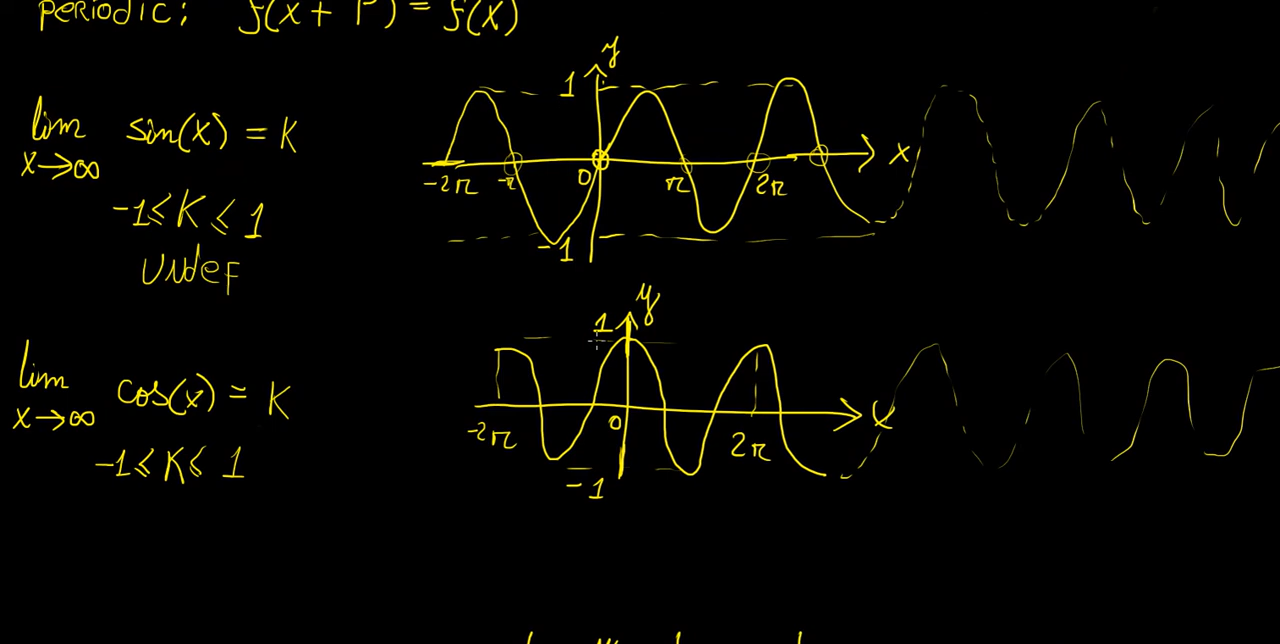 periodic: f(x + P) = f(x)
lim x→∞ sin(x) = K
-1 ≤ K ≤ 1
Undef
y
1
x
-2π -π 0 π 2π
-1
lim x→∞ cos(x) = K
-1 ≤ K ≤ 1
y
1
x
-2π 0 2π
-1